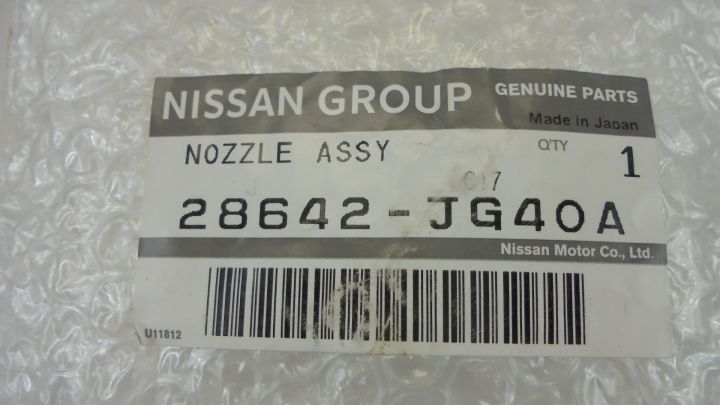 NISSAN GROUP
GENUINE PARTS
Made in Japan
NOZZLE ASSY
Q'TY
1
28642-JG40A
Nissan Motor Co., Ltd.
U11812